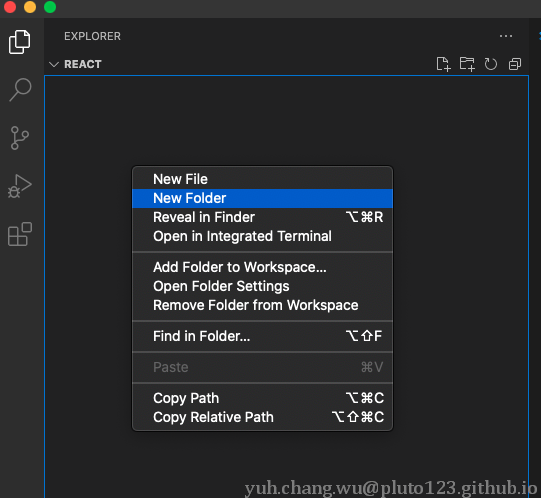 EXPLORER
REACT
New File
New Folder
Reveal in Finder ⌥⌘R
Open in Integrated Terminal
Add Folder to Workspace...
Open Folder Settings
Remove Folder from Workspace
Find in Folder... ⌥⇧F
Paste ⌘V
Copy Path ⌥⌘C
Copy Relative Path ⌥⇧⌘C
yuh.chang.wu@pluto123.github.io